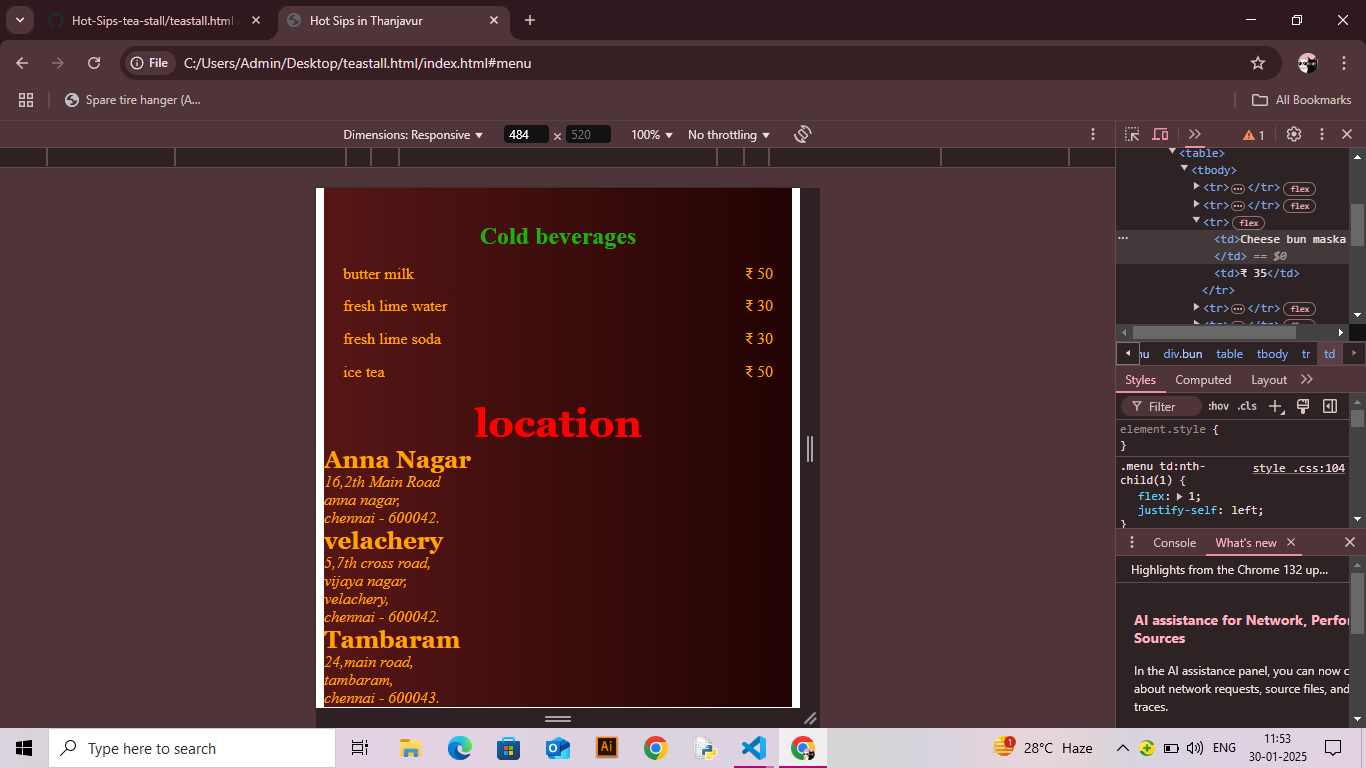 Hot-Sips-tea-stall/teastall.html
Hot Sips in Thanjavur
File
C:/Users/Admin/Desktop/teastall.html/index.html#menu
Spare tire hanger (A...
All Bookmarks
Dimensions: Responsive
484 × 520
100%
No throttling
1
Cold beverages
butter milk ₹ 50
fresh lime water ₹ 30
fresh lime soda ₹ 30
ice tea ₹ 50
location
Anna Nagar
16,2th Main Road
anna nagar,
chennai - 600042.
velachery
5,7th cross road,
vijaya nagar,
velachery,
chennai - 600042.
Tambaram
24,main road,
tambaram,
chennai - 600043.
<table>
<tbody>
<tr> ⋯ </tr> flex
<tr> ⋯ </tr> flex
<tr> flex
⋯ <td>Cheese bun maska
</td> == $0
<td>₹ 35</td>
</tr>
<tr> ⋯ </tr> flex
div.bun table tbody tr td
Styles Computed Layout
Filter :hov .cls
element.style {
}
.menu td:nth- style .css:104
child(1) {
flex: 1;
justify-self: left;
}
Console What's new
Highlights from the Chrome 132 up...
AI assistance for Network, Perfor
Sources
In the AI assistance panel, you can now c
about network requests, source files, and
traces.
Type here to search
1
28°C Haze
ENG
11:53
30-01-2025